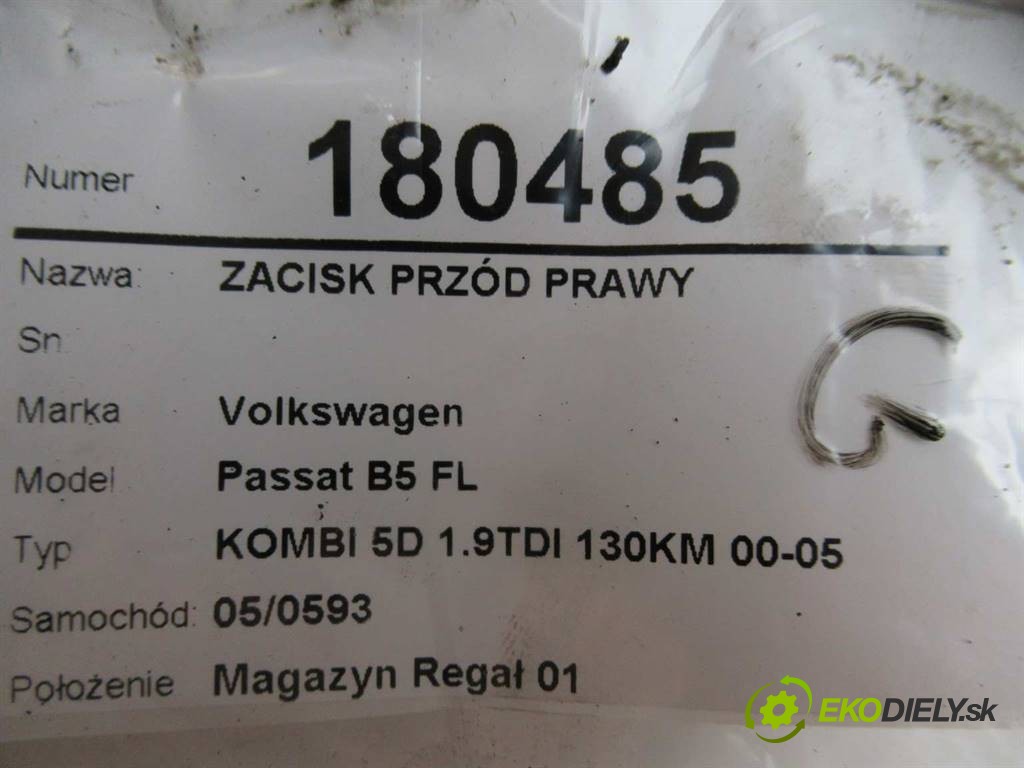 Numer 180485
Nazwa: ZACISK PRZÓD PRAWY
Sn
Marka Volkswagen
Model Passat B5 FL
Typ KOMBI 5D 1.9TDI 130KM 00-05
Samochód: 05/0593
Położenie Magazyn Regał 01
G
EKODIELY.sk